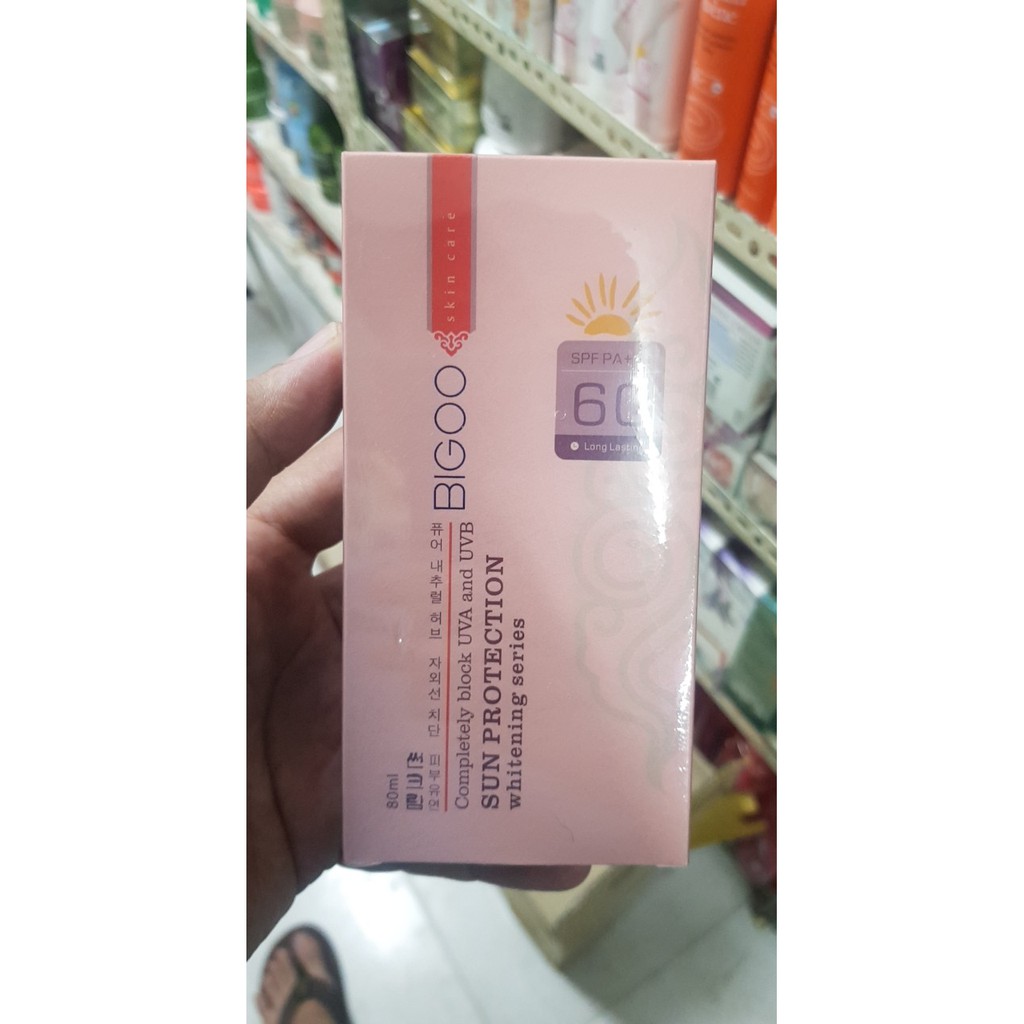 skin care
BIGOO
SPF PA+
60
Long Lasting
퓨어 내추럴 허브 자외선 차단
Completely block UVA and UVB
SUN PROTECTION
whitening series
80ml